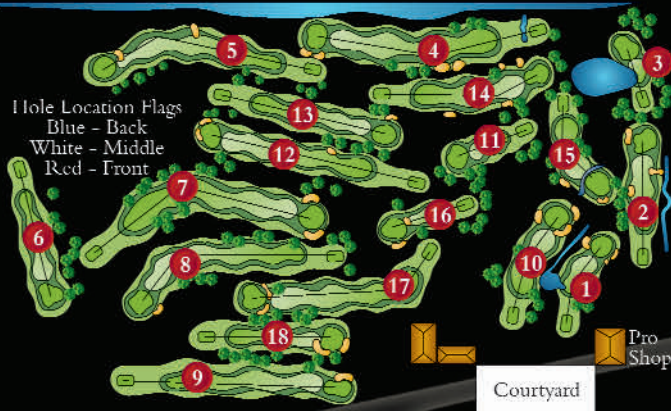 5
4
3
Hole Location Flags
Blue - Back
White - Middle
Red - Front
13
14
12
11
15
7
6
16
2
8
10
17
1
18
9
Pro
Shop
Courtyard